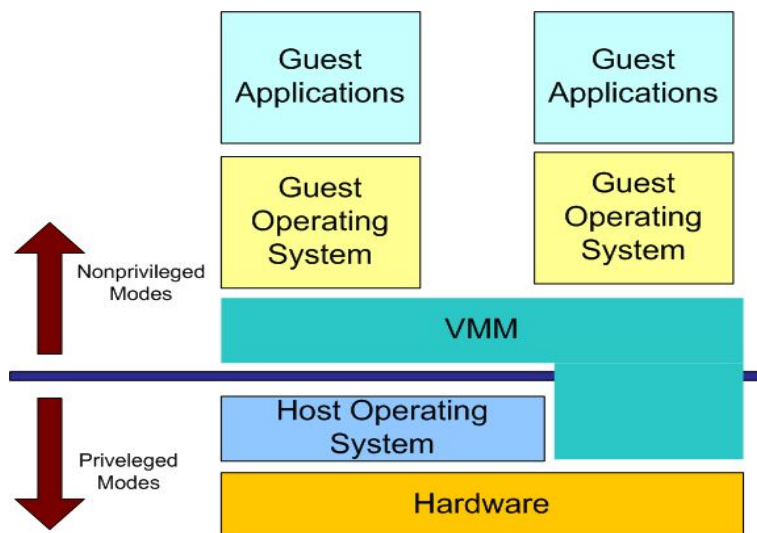 Guest
Applications
Guest
Applications
Guest
Operating
System
Guest
Operating
System
Nonprivileged
Modes
VMM
Host Operating
System
Priveleged
Modes
Hardware